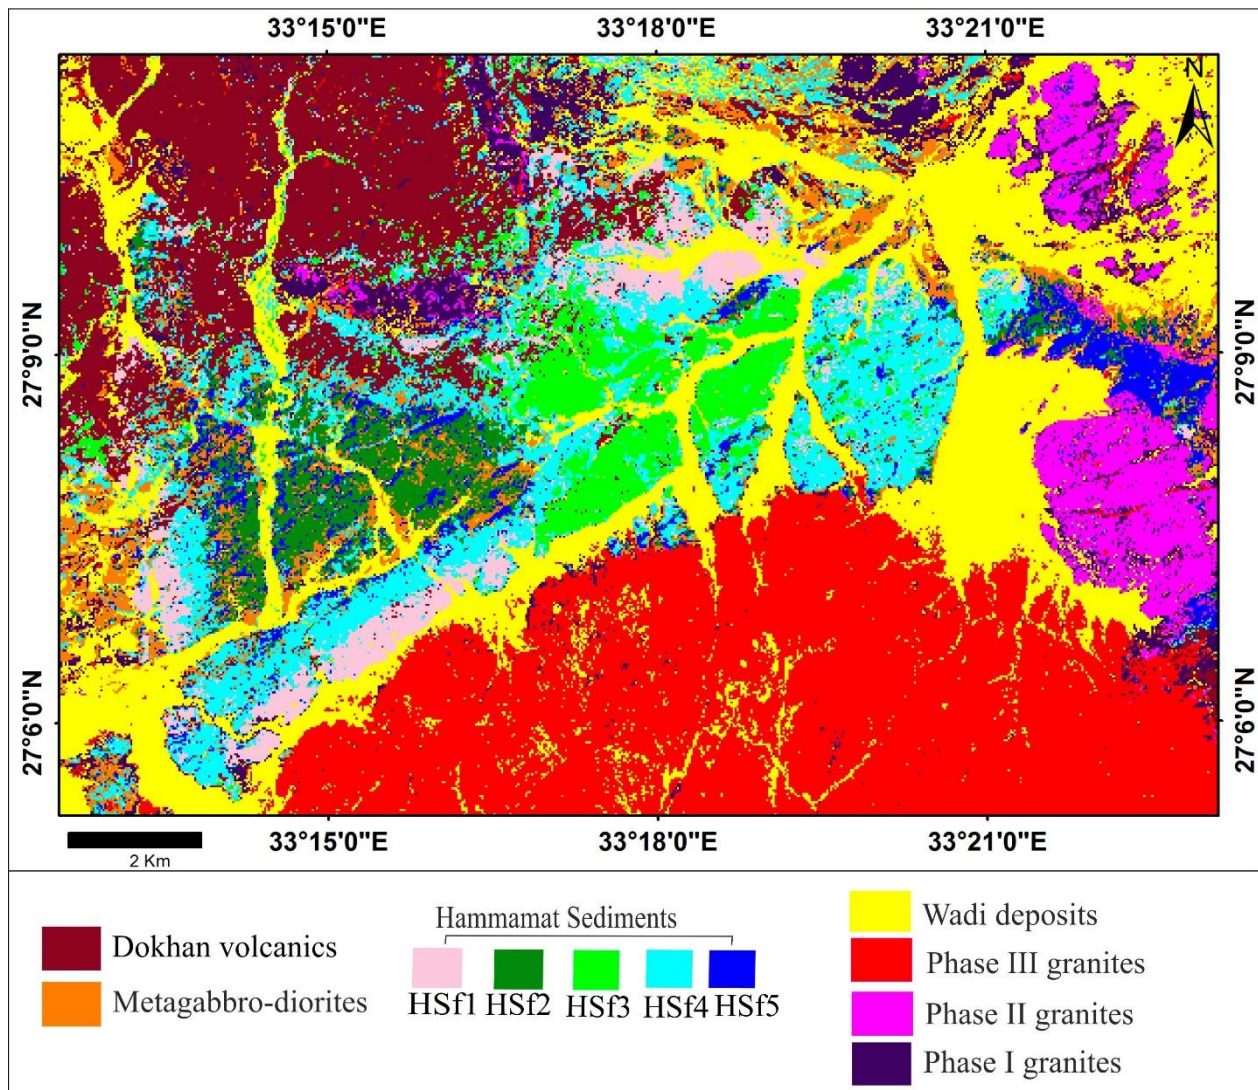 33°15'0"E 33°18'0"E 33°21'0"E
N
27°9'0"N 27°9'0"N
27°6'0"N 27°6'0"N
33°15'0"E 33°18'0"E 33°21'0"E
2 Km
Dokhan volcanics
Metagabbro-diorites
Hammamat Sediments
HSf1 HSf2 HSf3 HSf4 HSf5
Wadi deposits
Phase III granites
Phase II granites
Phase I granites